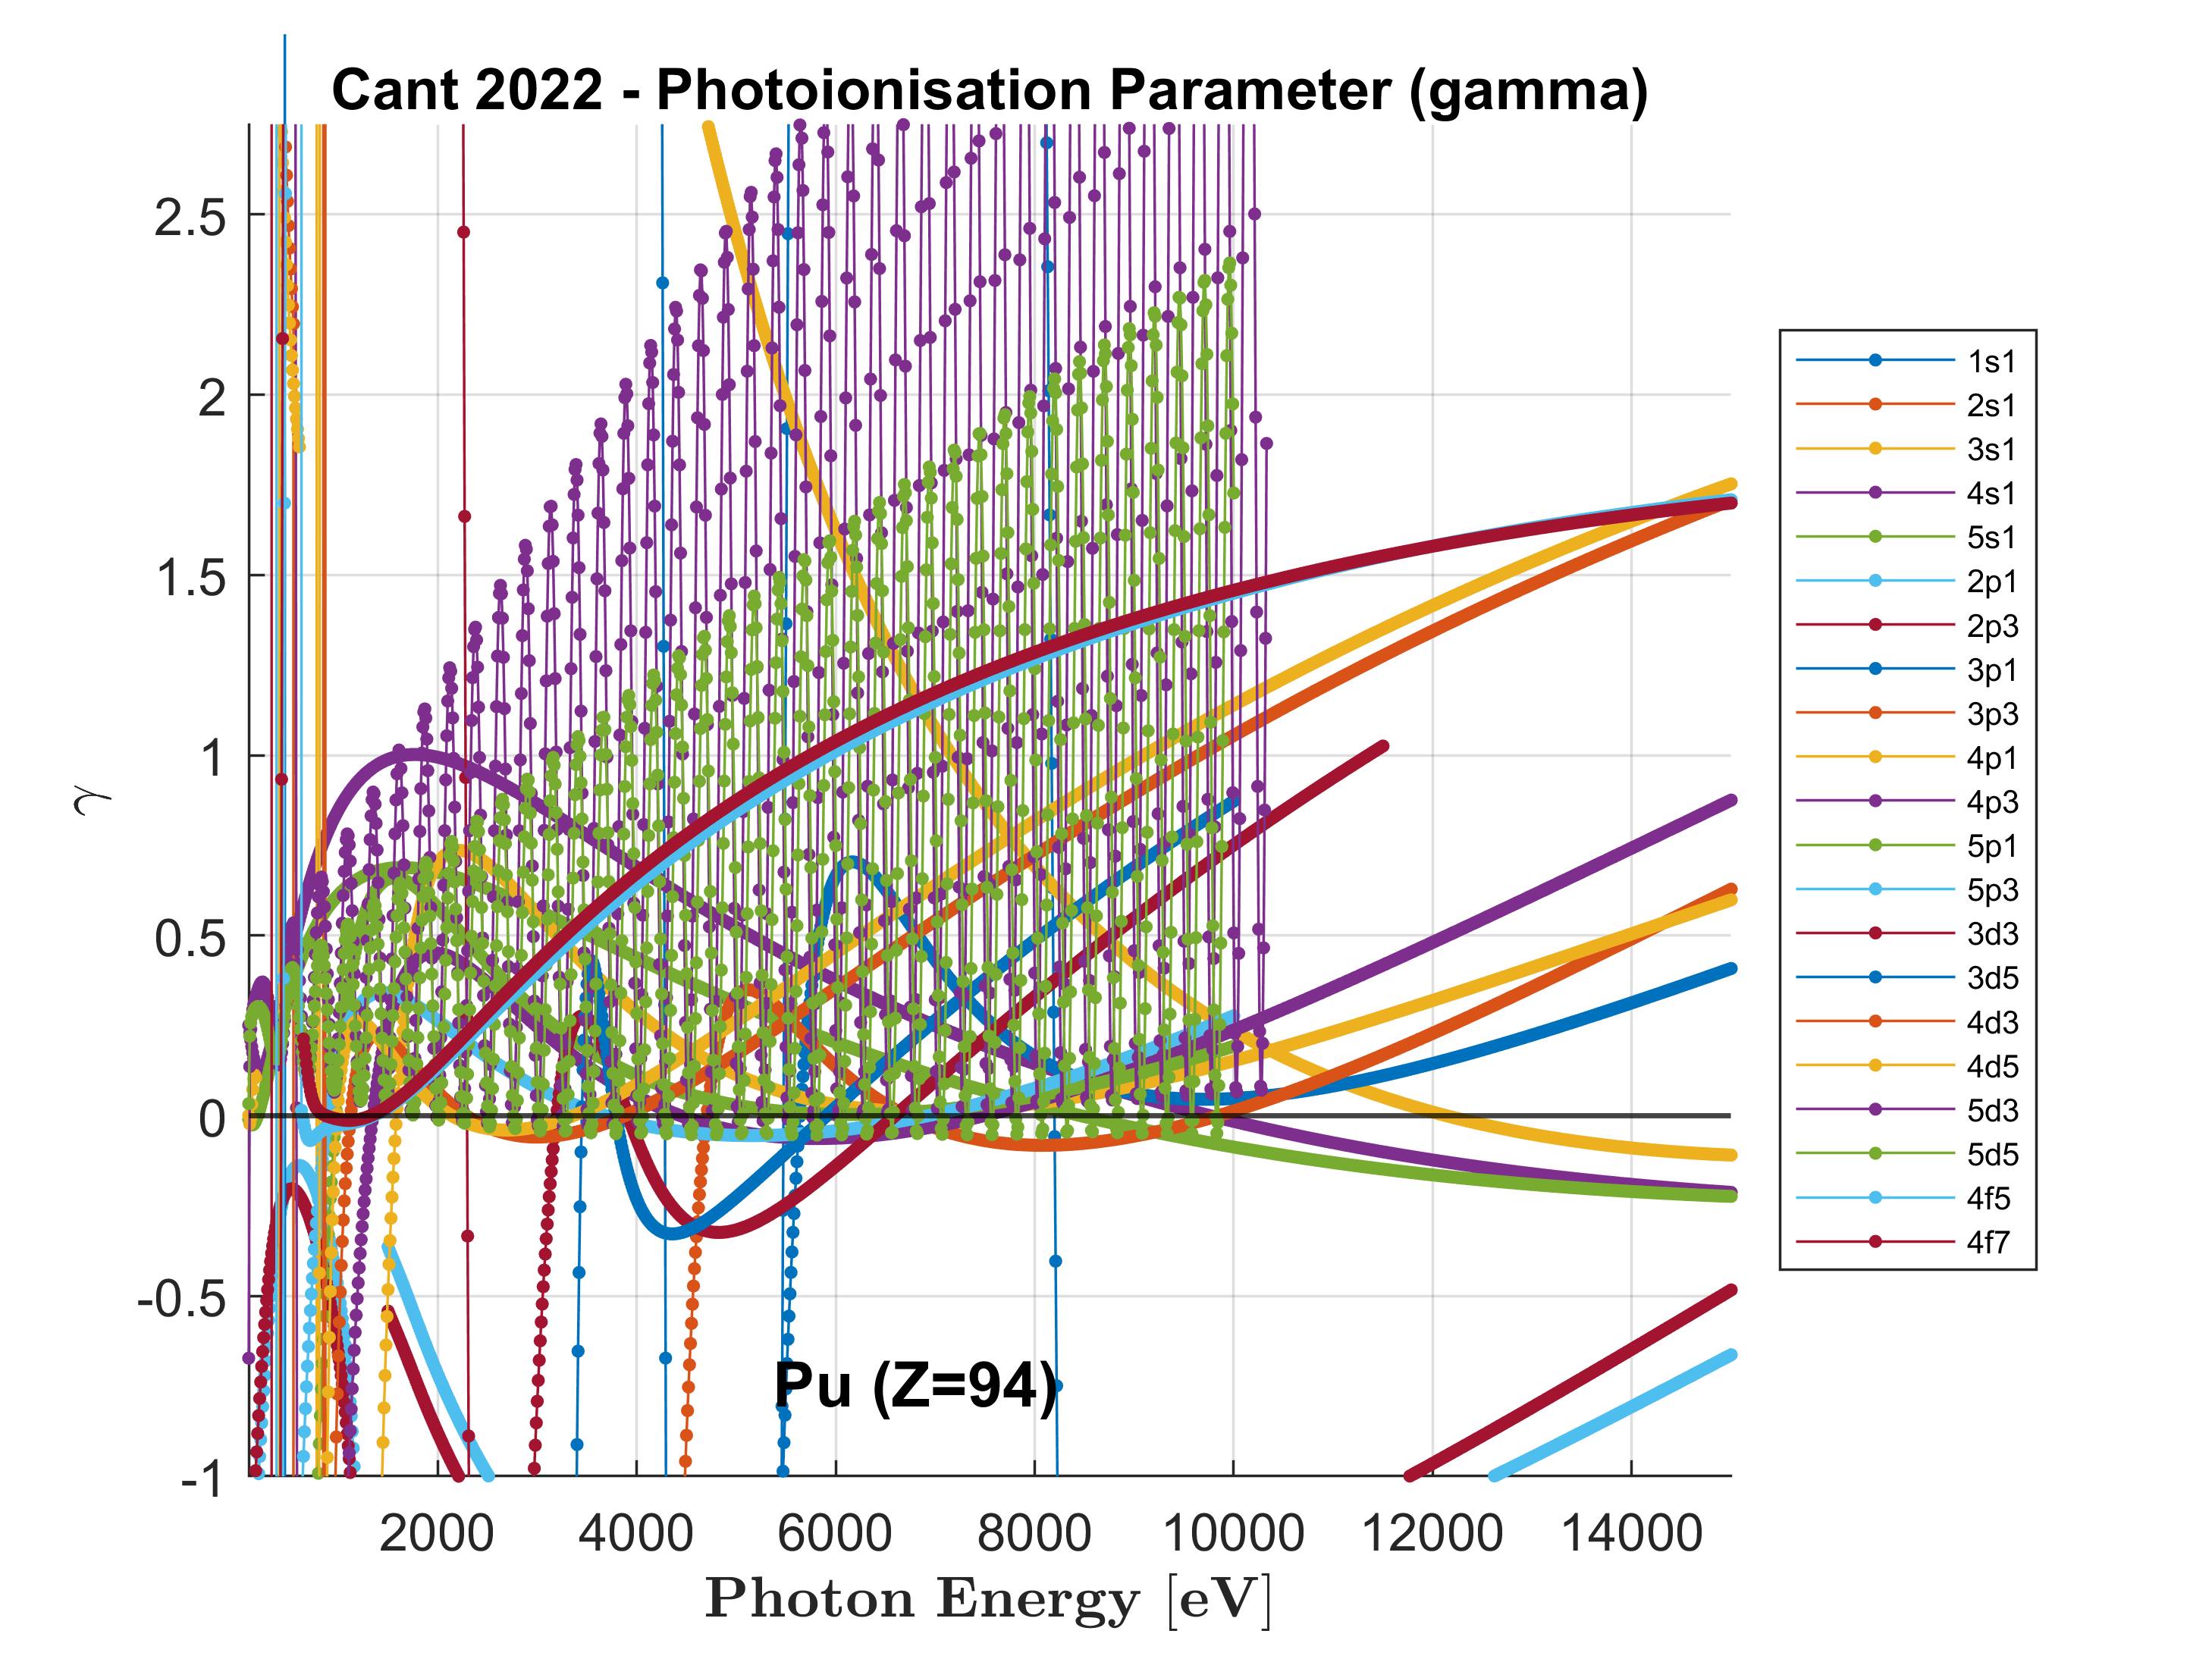 Cant 2022 - Photoionisation Parameter (gamma)
2.5
2
1.5
1
0.5
0
-0.5
-1
γ
Pu (Z=94)
2000 4000 6000 8000 10000 12000 14000
Photon Energy [eV]
1s1
2s1
3s1
4s1
5s1
2p1
2p3
3p1
3p3
4p1
4p3
5p1
5p3
3d3
3d5
4d3
4d5
5d3
5d5
4f5
4f7